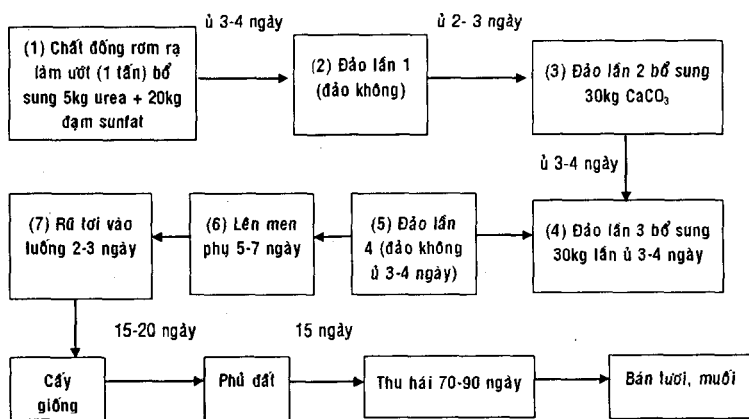 ủ 3-4 ngày
ủ 2- 3 ngày
(1) Chất đống rơm rạ
làm ướt (1 tấn) bổ
sung 5kg urea + 20kg
đạm sunfat
(2) Đảo lần 1
(đảo không)
(3) Đảo lần 2 bổ sung
30kg CaCO₃
ủ 3-4 ngày
(7) Rũ tơi vào
luống 2-3 ngày
(6) Lên men
phụ 5-7 ngày
(5) Đảo lần
4 (đảo không
ủ 3-4 ngày)
(4) Đảo lần 3 bổ sung
30kg lân ủ 3-4 ngày
15-20 ngày
15 ngày
Cấy
giống
Phủ đất
Thu hái 70-90 ngày
Bán tươi, muối